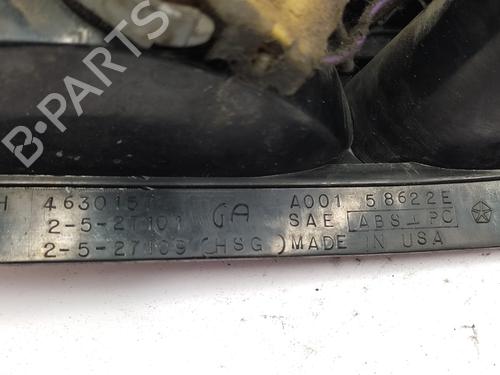 B-PARTS
H 4630157 GA A001 58622E
2-5-27101 SAE ABS⊥PC
2-5-27109 (HSG) MADE IN USA